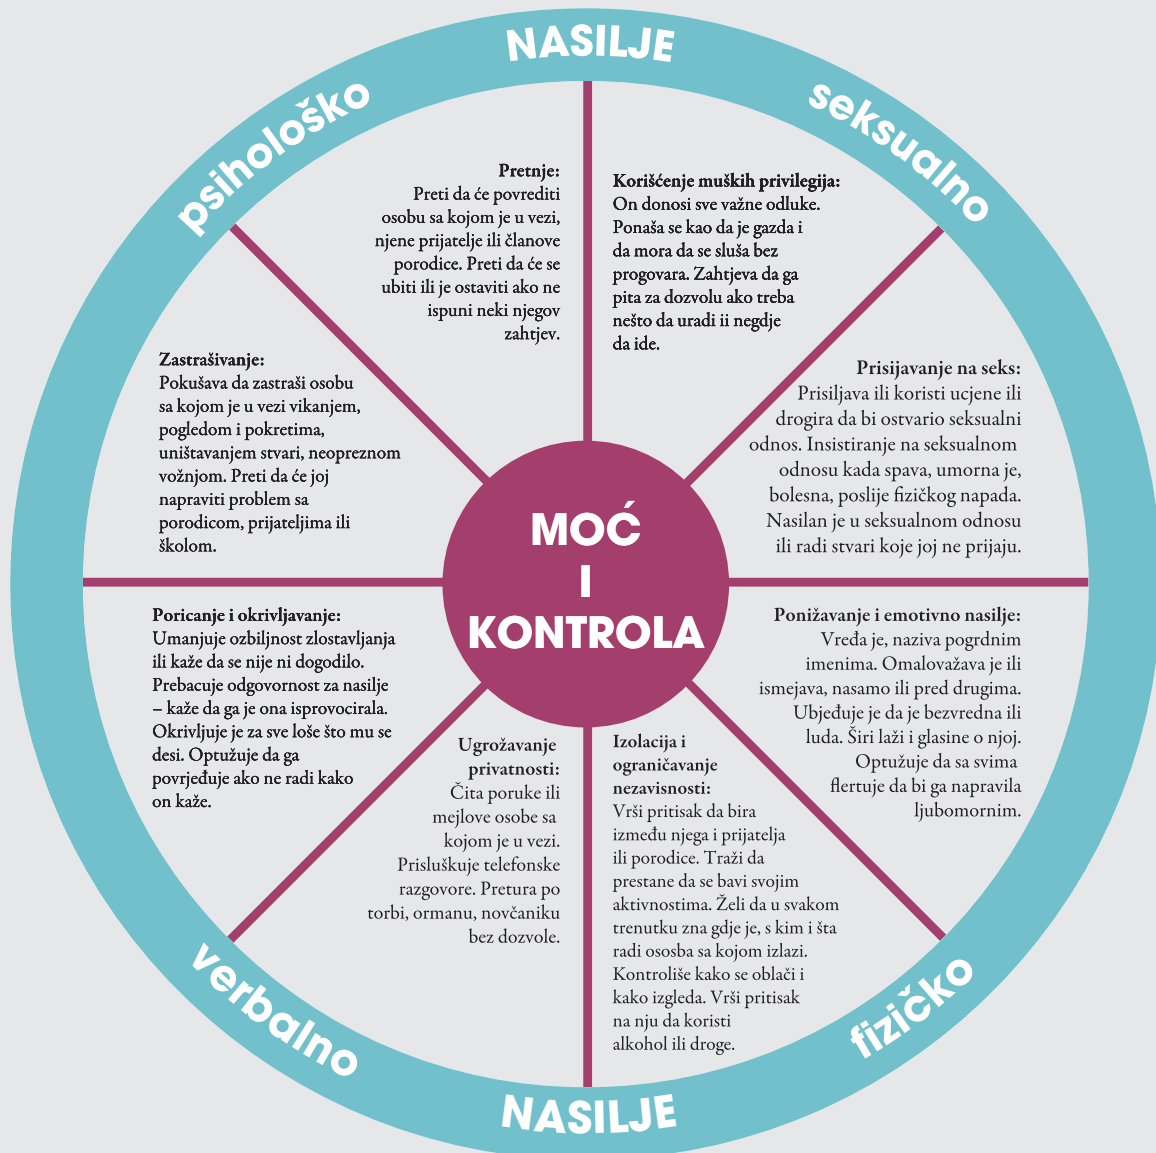 NASILJE
psihološko
seksualno
Pretnje:
Preti da će povrediti
osobu sa kojom je u vezi,
njene prijatelje ili članove
porodice. Preti da će se
ubiti ili je ostaviti ako ne
ispuni neki njegov
zahtjev.
Korišćenje muških privilegija:
On donosi sve važne odluke.
Ponaša se kao da je gazda i
da mora da se sluša bez
progovara. Zahtjeva da ga
pita za dozvolu ako treba
nešto da uradi ii negdje
da ide.
Zastrašivanje:
Pokušava da zastraši osobu
sa kojom je u vezi vikanjem,
pogledom i pokretima,
uništavanjem stvari, neopreznom
vožnjom. Preti da će joj
napraviti problem sa
porodicom, prijateljima ili
školom.
Prisijavanje na seks:
Prisiljava ili koristi ucjene ili
drogira da bi ostvario seksualni
odnos. Insistiranje na seksualnom
odnosu kada spava, umorna je,
bolesna, poslije fizičkog napada.
Nasilan je u seksualnom odnosu
ili radi stvari koje joj ne prijaju.
MOĆ
I
KONTROLA
Poricanje i okrivljavanje:
Umanjuje ozbiljnost zlostavljanja
ili kaže da se nije ni dogodilo.
Prebacuje odgovornost za nasilje
– kaže da ga je ona isprovocirala.
Okrivljuje je za sve loše što mu se
desi. Optužuje da ga
povrjeđuje ako ne radi kako
on kaže.
Ponižavanje i emotivno nasilje:
Vređa je, naziva pogrdnim
imenima. Omalovažava je ili
ismejava, nasamo ili pred drugima.
Ubjeđuje je da je bezvredna ili
luda. Širi laži i glasine o njoj.
Optužuje da sa svima
flertuje da bi ga napravila
ljubomornim.
Ugrožavanje
privatnosti:
Čita poruke ili
mejlove osobe sa
kojom je u vezi.
Prisluškuje telefonske
razgovore. Pretura po
torbi, ormanu, novčaniku
bez dozvole.
Izolacija i
ograničavanje
nezavisnosti:
Vrši pritisak da bira
između njega i prijatelja
ili porodice. Traži da
prestane da se bavi svojim
aktivnostima. Želi da u svakom
trenutku zna gdje je, s kim i šta
radi ososba sa kojom izlazi.
Kontroliše kako se oblači i
kako izgleda. Vrši pritisak
na nju da koristi
alkohol ili droge.
verbalno
fizičko
NASILJE